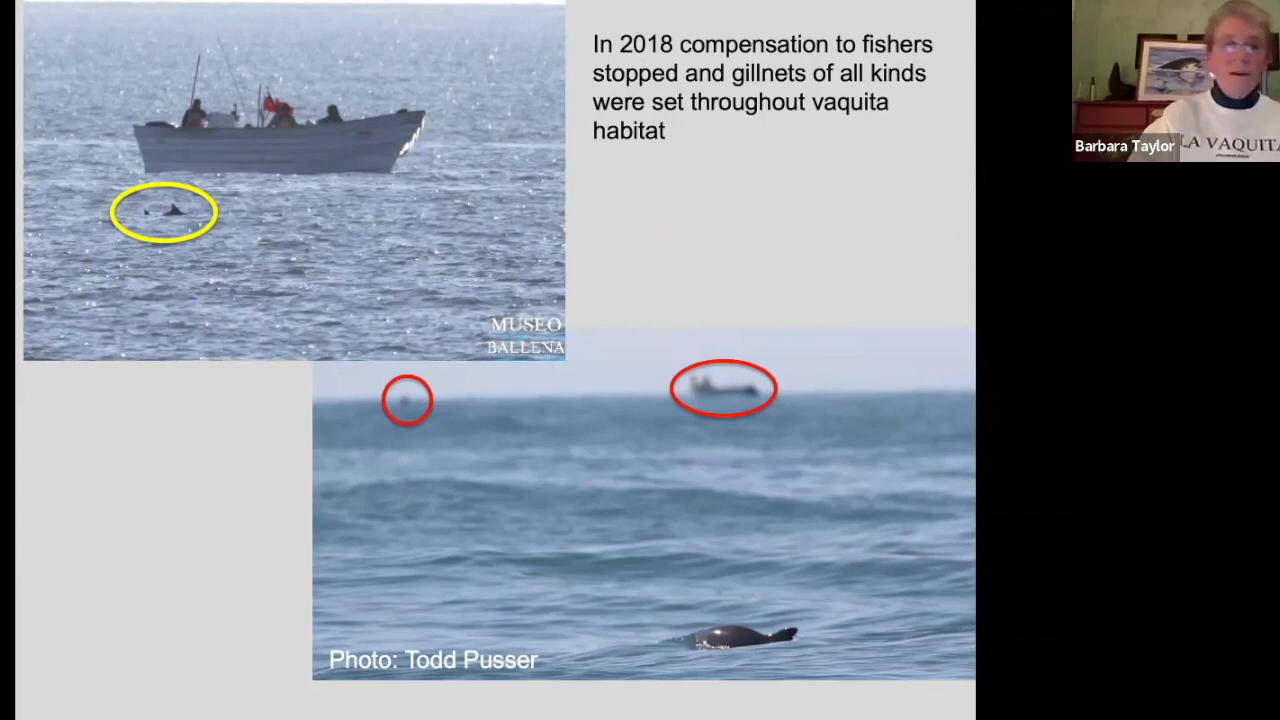 In 2018 compensation to fishers
stopped and gillnets of all kinds
were set throughout vaquita
habitat
Barbara Taylor
LA VAQUITA
MUSEO
BALLENA
Photo: Todd Pusser